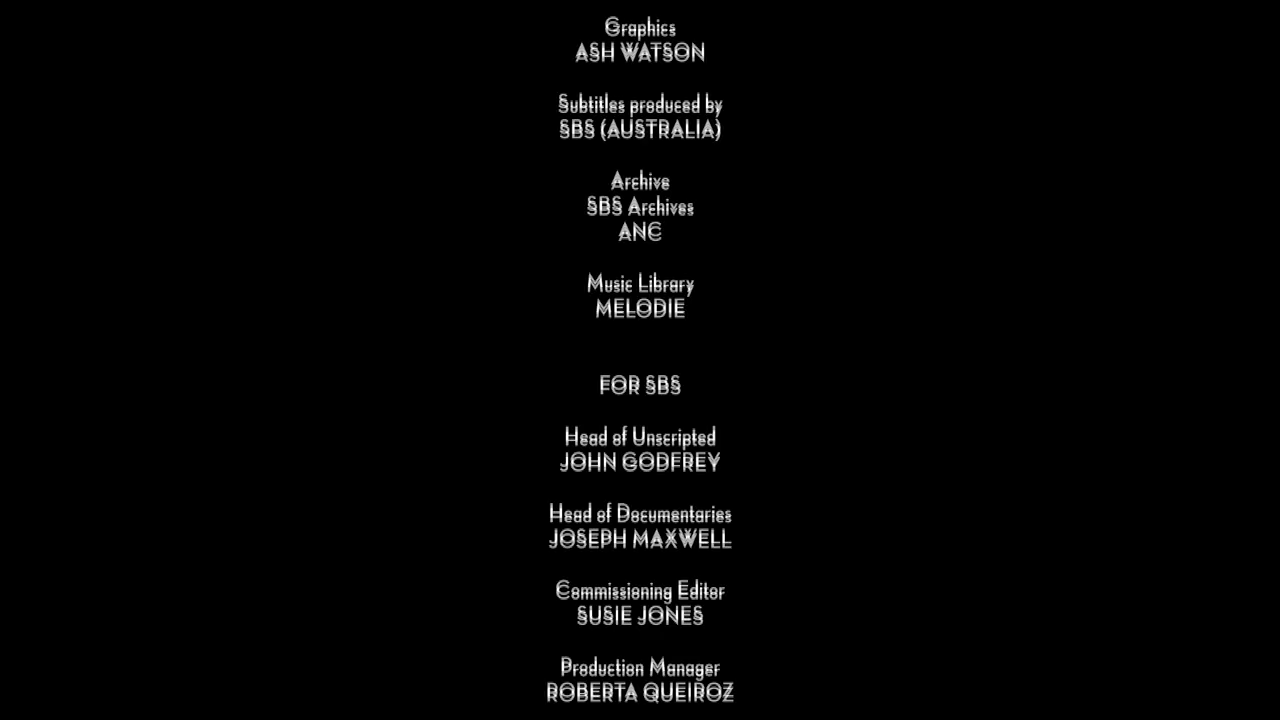 Graphics
ASH WATSON
Subtitles produced by
SBS (AUSTRALIA)
Archive
SBS Archives
ANC
Music Library
MELODIE
FOR SBS
Head of Unscripted
JOHN GODFREY
Head of Documentaries
JOSEPH MAXWELL
Commissioning Editor
SUSIE JONES
Production Manager
ROBERTA QUEIROZ